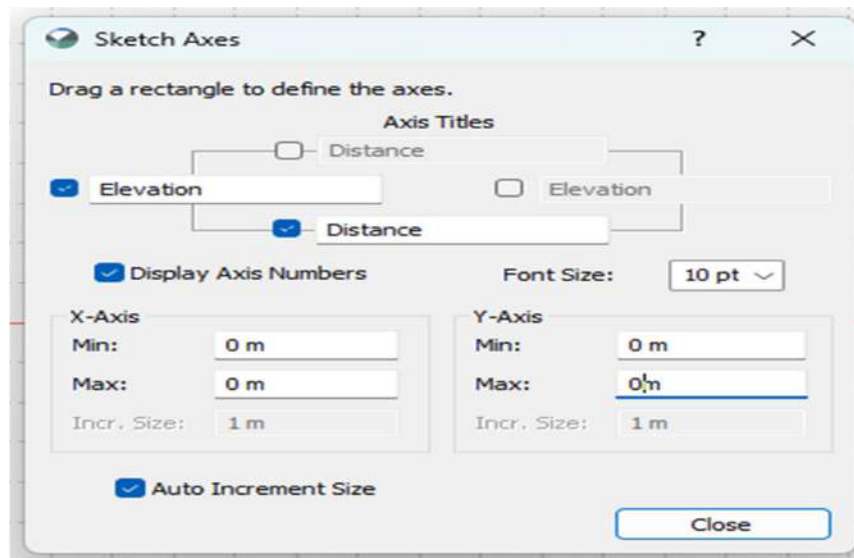 Sketch Axes ? ×
Drag a rectangle to define the axes.
Axis Titles
Distance
Elevation Elevation
Distance
Display Axis Numbers Font Size: 10 pt
X-Axis Y-Axis
Min: 0 m Min: 0 m
Max: 0 m Max: 0 m
Incr. Size: 1 m Incr. Size: 1 m
Auto Increment Size
Close